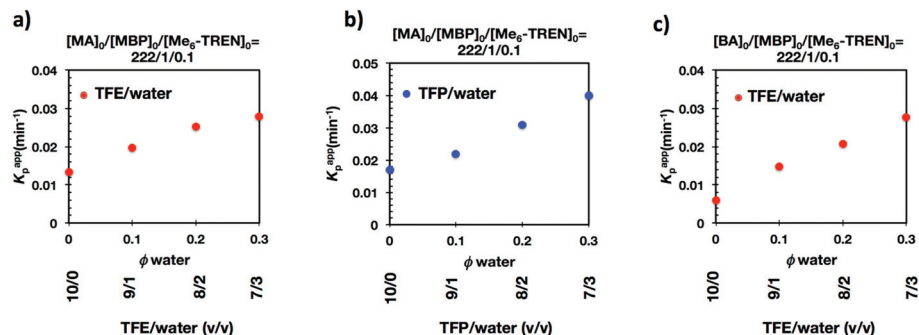 a)
[MA]₀/[MBP]₀/[Me₆-TREN]₀=
222/1/0.1
TFE/water
Kₚᵃᵖᵖ(min⁻¹)
0.04
0.03
0.02
0.01
0
0 0.1 0.2 0.3
ϕ water
10/0 9/1 8/2 7/3
TFE/water (v/v)
b)
[MA]₀/[MBP]₀/[Me₆-TREN]₀=
222/1/0.1
TFP/water
Kₚᵃᵖᵖ(min⁻¹)
0.05
0.04
0.03
0.02
0.01
0
0 0.1 0.2 0.3
ϕ water
10/0 9/1 8/2 7/3
TFP/water (v/v)
c)
[BA]₀/[MBP]₀/[Me₆-TREN]₀=
222/1/0.1
TFE/water
Kₚᵃᵖᵖ(min⁻¹)
0.04
0.03
0.02
0.01
0
0 0.1 0.2 0.3
ϕ water
10/0 9/1 8/2 7/3
TFE/water (v/v)